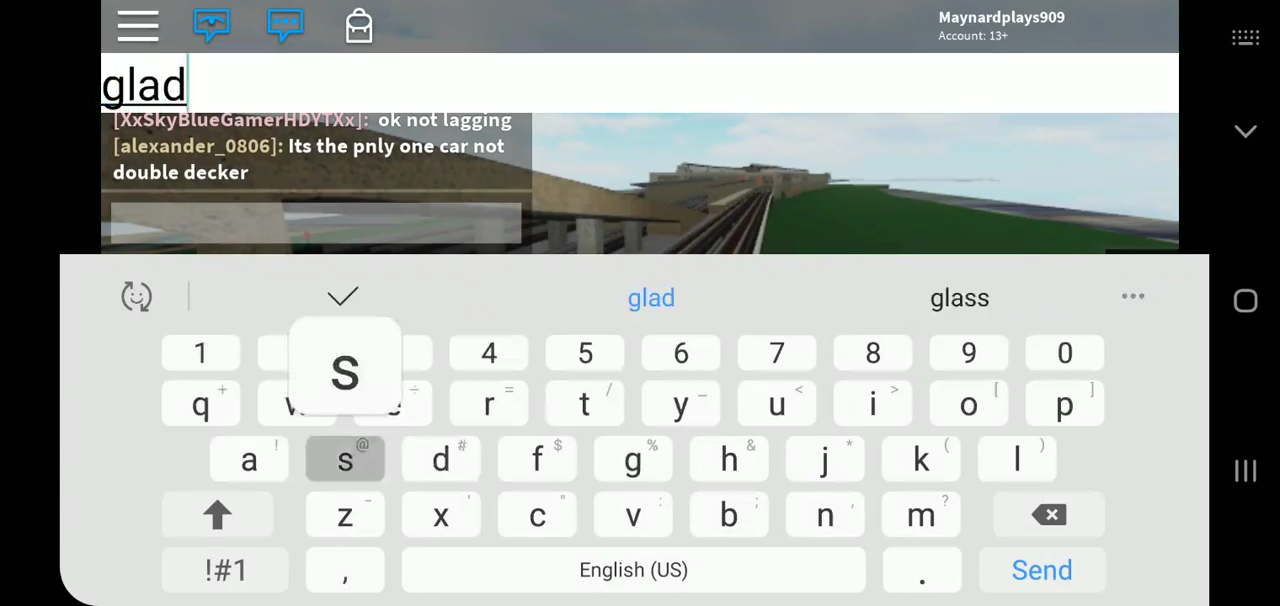 Maynardplays909
Account: 13+
glad
[XxSkyBlueGamerHDYTXx]: ok not lagging
[alexander_0806]: Its the pnly one car not
double decker
glad glass
s
1 4 5 6 7 8 9 0
+ ÷ = / _ < > [ ]
q w e r t y u i o p
! @ # $ % & * ( )
a s d f g h j k l
- ' " : ; , ?
z x c v b n m
!#1 , English (US) . Send